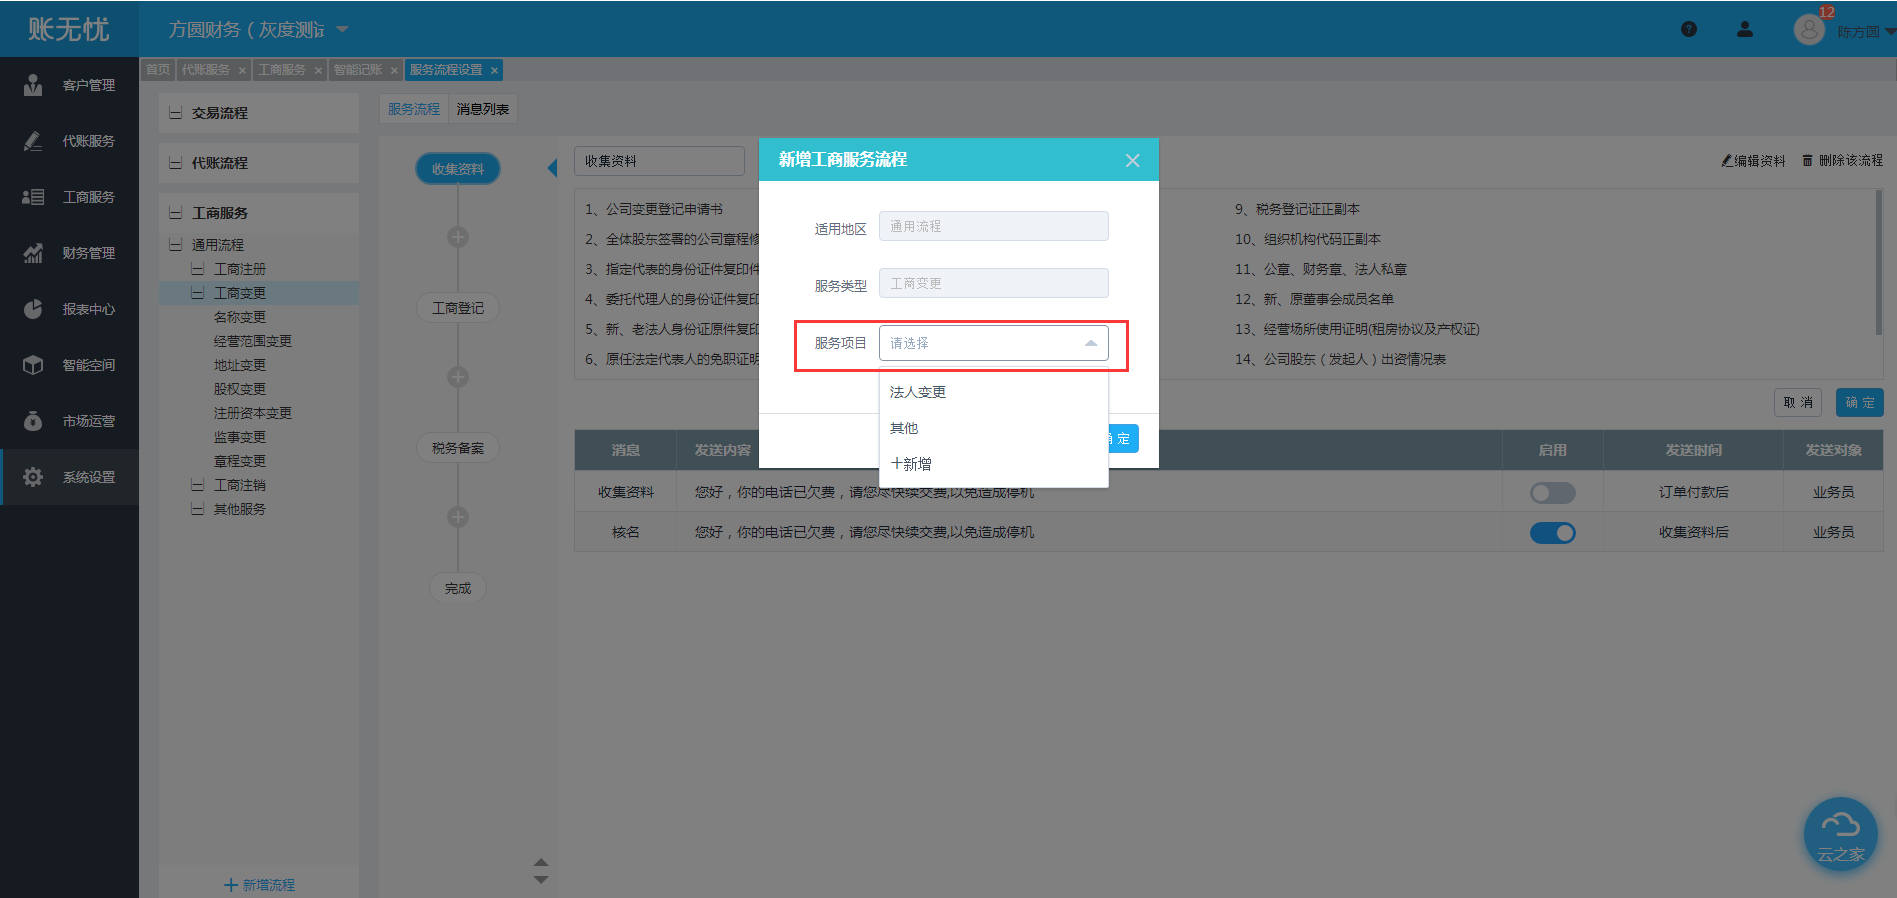 账无忧
方圆财务（灰度测试
12
陈方圆
首页 代账服务 × 工商服务 × 智能记账 × 服务流程设置 ×
客户管理
代账服务
工商服务
财务管理
报表中心
智能空间
市场运营
系统设置
交易流程
代账流程
工商服务
通用流程
工商注册
工商变更
名称变更
经营范围变更
地址变更
股权变更
注册资本变更
监事变更
章程变更
工商注销
其他服务
新增流程
服务流程 消息列表
收集资料
工商登记
税务备案
完成
收集资料
编辑资料 删除该流程
1、公司变更登记申请书
2、全体股东签署的公司章程修
3、指定代表的身份证件复印件
4、委托代理人的身份证件复印
5、新、老法人身份证原件复印
6、原任法定代表人的免职证明
9、税务登记证正副本
10、组织机构代码正副本
11、公章、财务章、法人私章
12、新、原董事会成员名单
13、经营场所使用证明(租房协议及产权证)
14、公司股东（发起人）出资情况表
取 消 确 定
新增工商服务流程
适用地区 通用流程
服务类型 工商变更
服务项目 请选择
法人变更
其他
十新增
定
消息 发送内容 启用 发送时间 发送对象
收集资料 您好，你的电话已欠费，请您尽快续交费,以免造成停机 订单付款后 业务员
核名 您好，你的电话已欠费，请您尽快续交费,以免造成停机 收集资料后 业务员
云之家